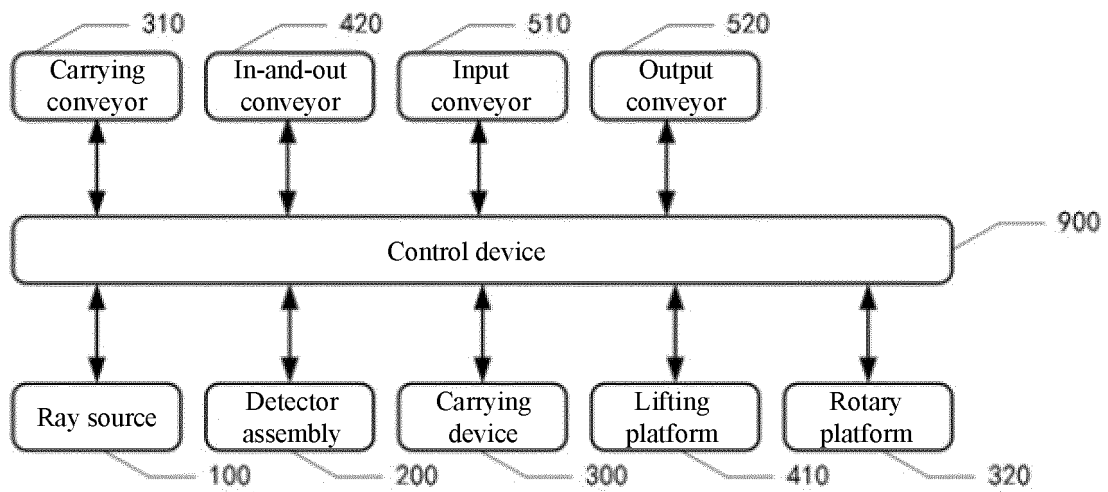 310
420
510
520
Carrying
conveyor
In-and-out
conveyor
Input
conveyor
Output
conveyor
900
Control device
Ray source
Detector
assembly
Carrying
device
Lifting
platform
Rotary
platform
100
200
300
410
320